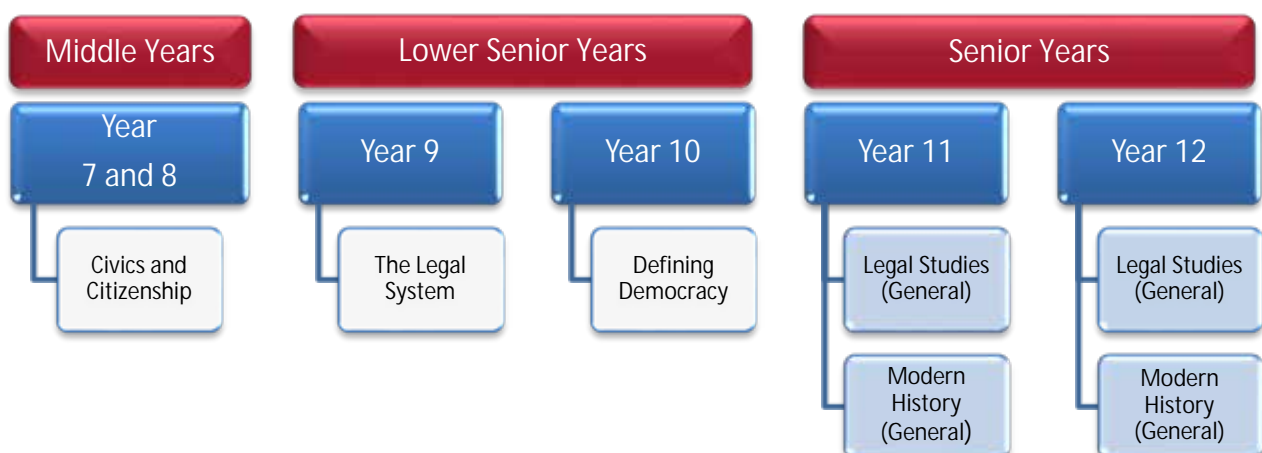 Middle Years
Lower Senior Years
Senior Years
Year
7 and 8
Year 9
Year 10
Year 11
Year 12
Civics and
Citizenship
The Legal
System
Defining
Democracy
Legal Studies
(General)
Legal Studies
(General)
Modern
History
(General)
Modern
History
(General)